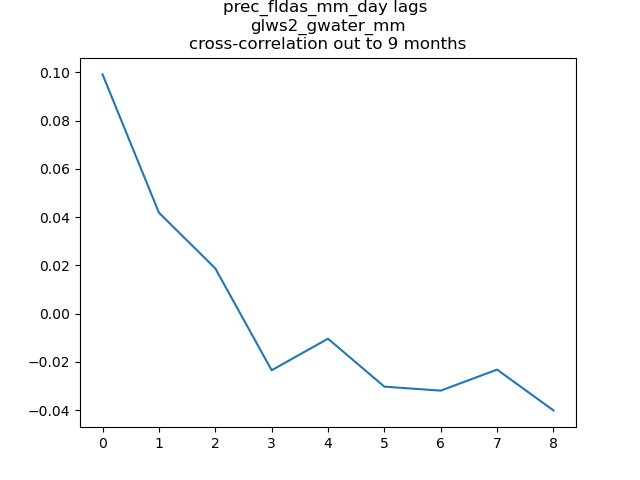 prec_fldas_mm_day lags
glws2_gwater_mm
cross-correlation out to 9 months
0.10
0.08
0.06
0.04
0.02
0.00
−0.02
−0.04
0 1 2 3 4 5 6 7 8